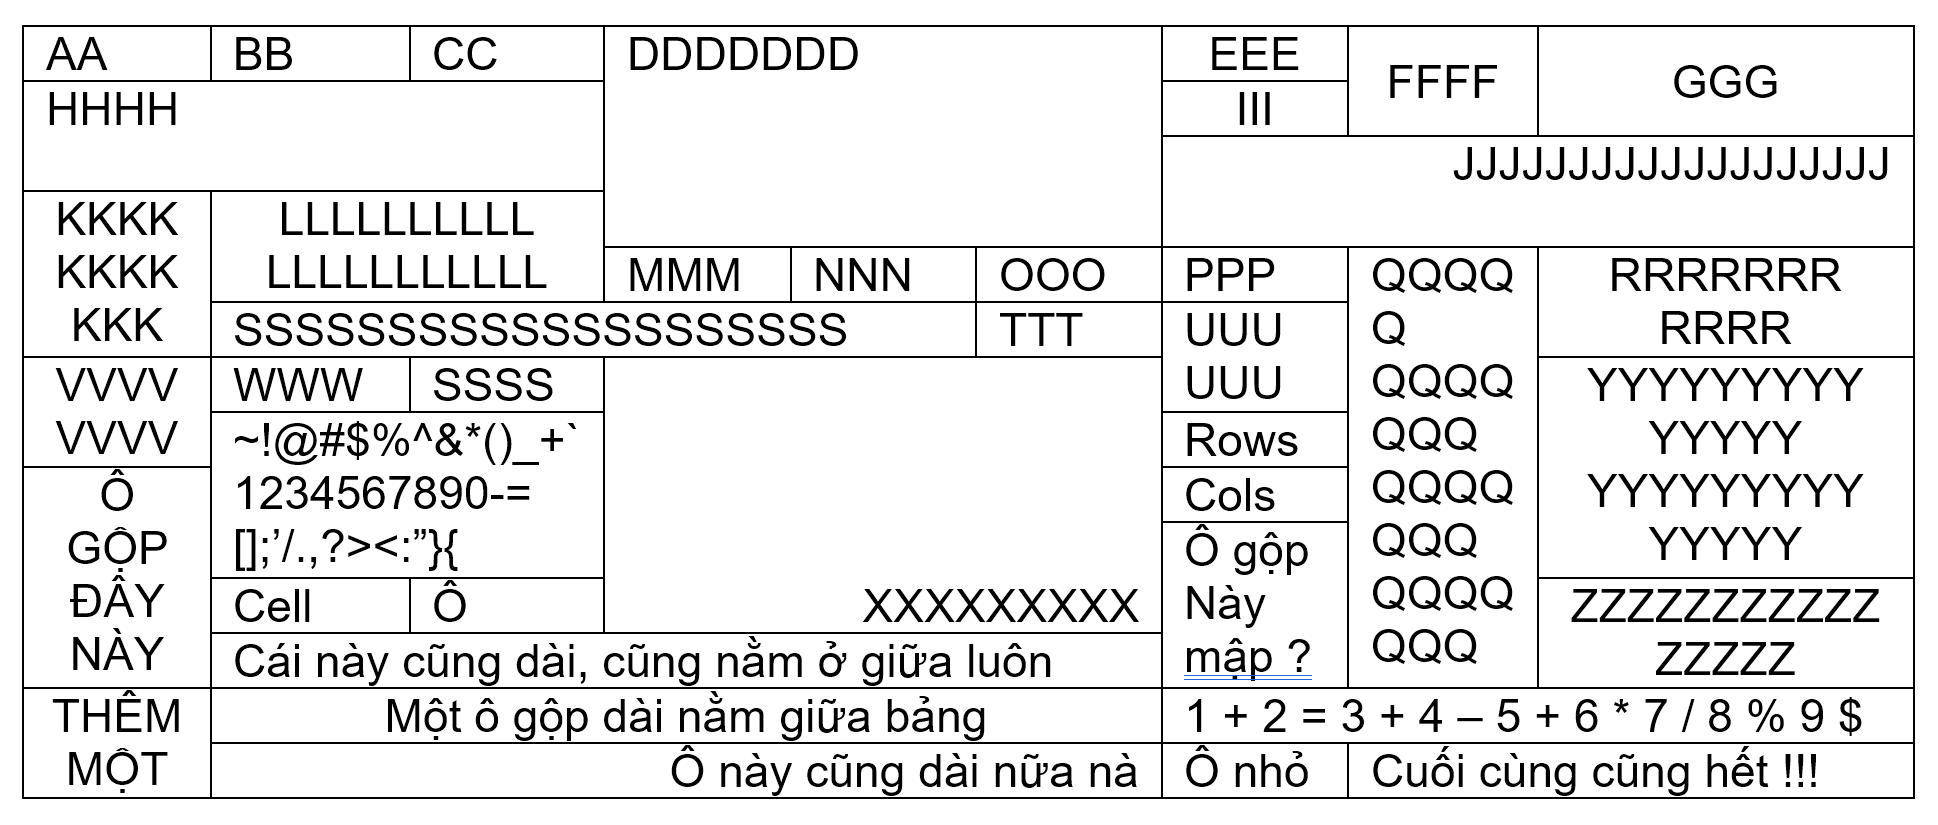 AA
BB
CC
DDDDDDD
EEE
FFFF
GGG
HHHH
III
JJJJJJJJJJJJJJJJJJJ
KKKK
KKKK
KKK
LLLLLLLLLL
LLLLLLLLLLL
MMM
NNN
OOO
PPP
QQQQ
Q
QQQQ
QQQ
QQQQ
QQQ
QQQQ
QQQ
RRRRRRR
RRRR
SSSSSSSSSSSSSSSSSSSS
TTT
UUU
UUU
VVVV
VVVV
WWW
SSSS
XXXXXXXXX
YYYYYYYYY
YYYYY
YYYYYYYYY
YYYYY
~!@#$%^&*()_+`
1234567890-=
[];’/.,?><:”}{
Rows
Cols
Ô
GỘP
ĐÂY
NÀY
Ô gộp
Này
mập ?
Cell
Ô
ZZZZZZZZZZZ
ZZZZZ
Cái này cũng dài, cũng nằm ở giữa luôn
THÊM
MỘT
Một ô gộp dài nằm giữa bảng
1 + 2 = 3 + 4 – 5 + 6 * 7 / 8 % 9 $
Ô này cũng dài nữa nà
Ô nhỏ
Cuối cùng cũng hết !!!